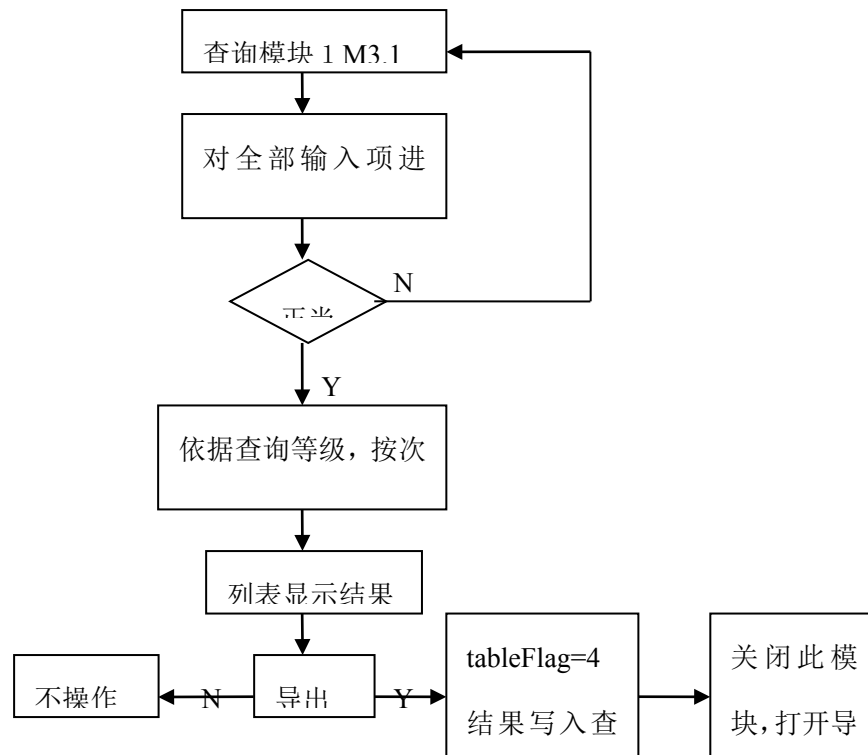 查询模块 1 M3.1
对全部输入项进
N
正常
Y
依据查询等级，按次
列表显示结果
不操作
N
导出
Y
tableFlag=4
结果写入查
关闭此模
块，打开导